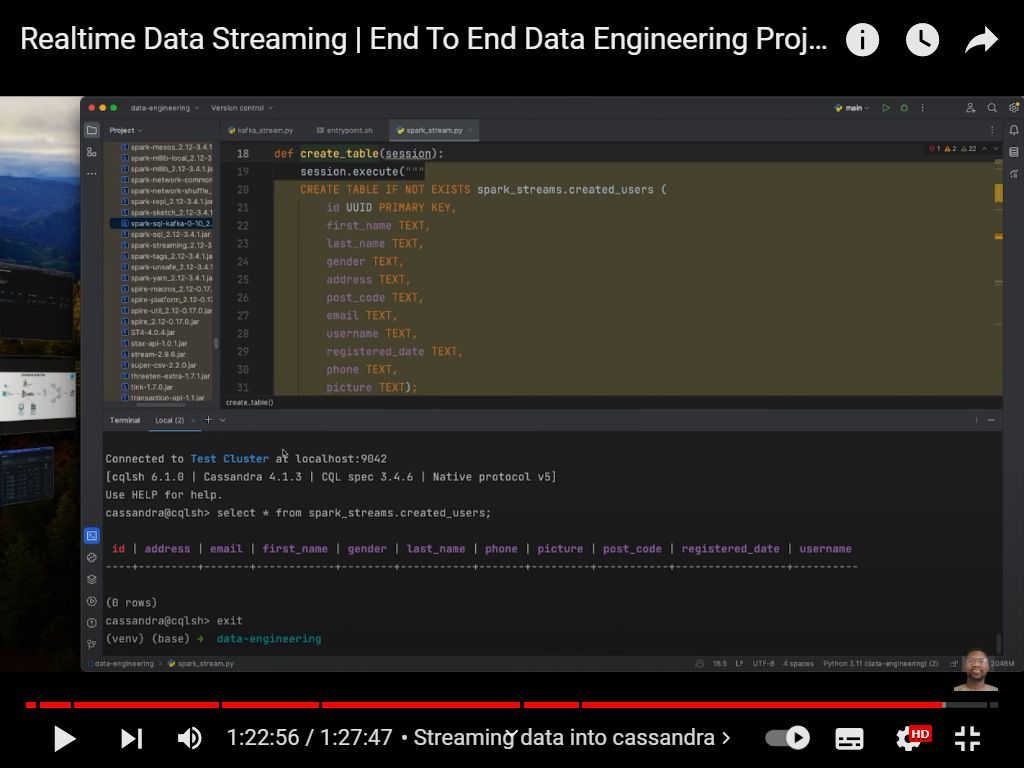 Realtime Data Streaming | End To End Data Engineering Proj...
data-engineering
Version control
main
Project
kafka_stream.py
entrypoint.sh
spark_stream.py
spark-mesos_2.12-3.4.1
spark-mllib-local_2.12-3
spark-mllib_2.12-3.4.1.j
spark-network-common
spark-network-shuffle_
spark-repl_2.12-3.4.1.ja
spark-sketch_2.12-3.4.1
spark-sql-kafka-0-10_2.
spark-sql_2.12-3.4.1.jar
spark-streaming_2.12-3
spark-tags_2.12-3.4.1.ja
spark-unsafe_2.12-3.4.1
spark-yarn_2.12-3.4.1.ja
spire-macros_2.12-0.17.
spire-platform_2.12-0.17
spire-util_2.12-0.17.0.jar
spire_2.12-0.17.0.jar
ST4-4.0.4.jar
stax-api-1.0.1.jar
stream-2.9.6.jar
super-csv-2.2.0.jar
threeten-extra-1.7.1.jar
tink-1.7.0.jar
transaction-api-1.1.jar
1 2 22
18 def create_table(session):
19 session.execute("""
20 CREATE TABLE IF NOT EXISTS spark_streams.created_users (
21 id UUID PRIMARY KEY,
22 first_name TEXT,
23 last_name TEXT,
24 gender TEXT,
25 address TEXT,
26 post_code TEXT,
27 email TEXT,
28 username TEXT,
29 registered_date TEXT,
30 phone TEXT,
31 picture TEXT);
create_table()
Terminal Local (2) +
Connected to Test Cluster at localhost:9042
[cqlsh 6.1.0 | Cassandra 4.1.3 | CQL spec 3.4.6 | Native protocol v5]
Use HELP for help.
cassandra@cqlsh> select * from spark_streams.created_users;
id | address | email | first_name | gender | last_name | phone | picture | post_code | registered_date | username
----+---------+-------+------------+--------+-----------+-------+---------+-----------+-----------------+----------
(0 rows)
cassandra@cqlsh> exit
(venv) (base) → data-engineering
data-engineering > spark_stream.py
18:5 LF UTF-8 4 spaces Python 3.11 (data-engineering) (2) 2048M
1:22:56 / 1:27:47 • Streaming data into cassandra >
HD